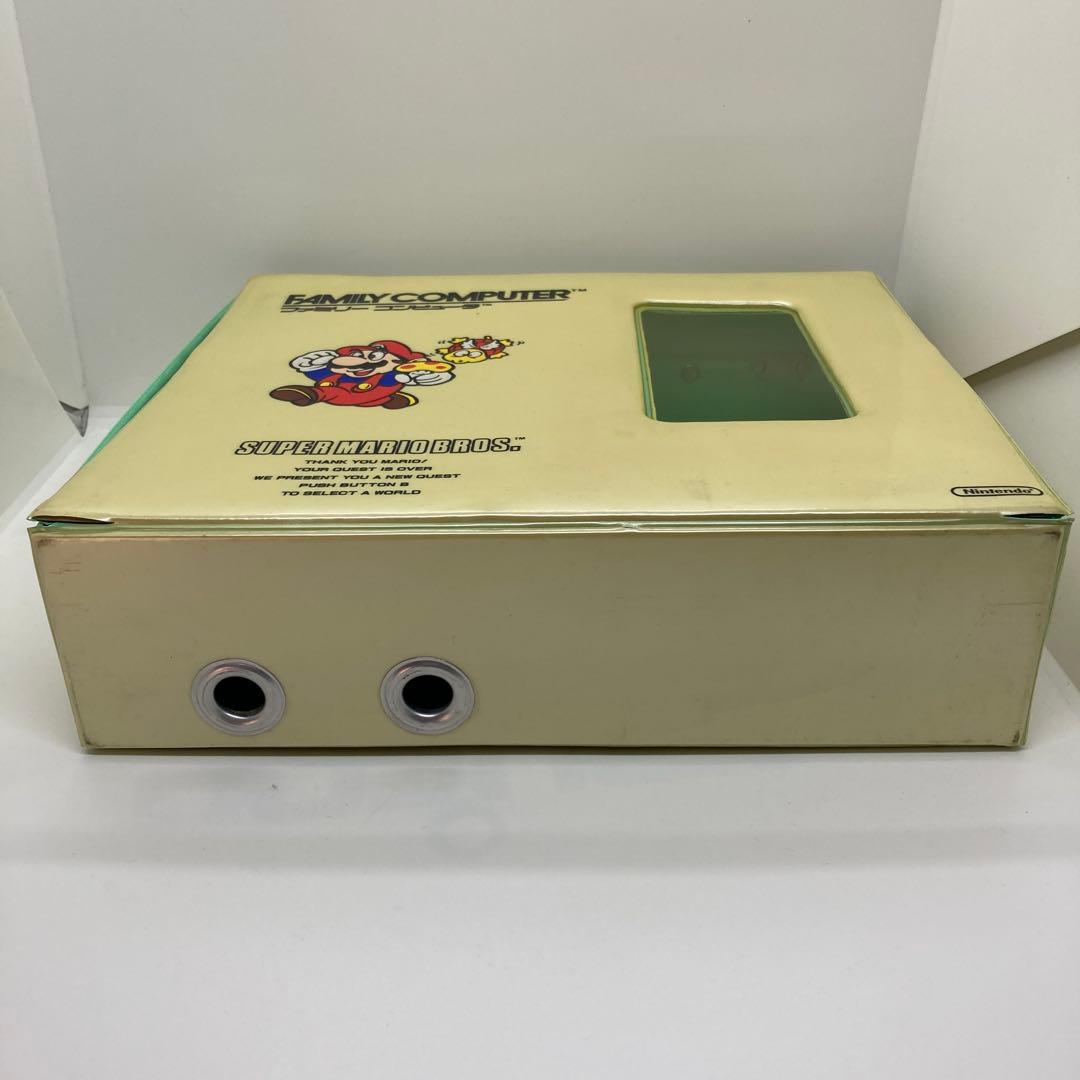 FAMILY COMPUTER™
ファミリー コンピュータ™
SUPER MARIO BROS.™
THANK YOU MARIO!
YOUR QUEST IS OVER
WE PRESENT YOU A NEW QUEST
PUSH BUTTON B
TO SELECT A WORLD
Nintendo®